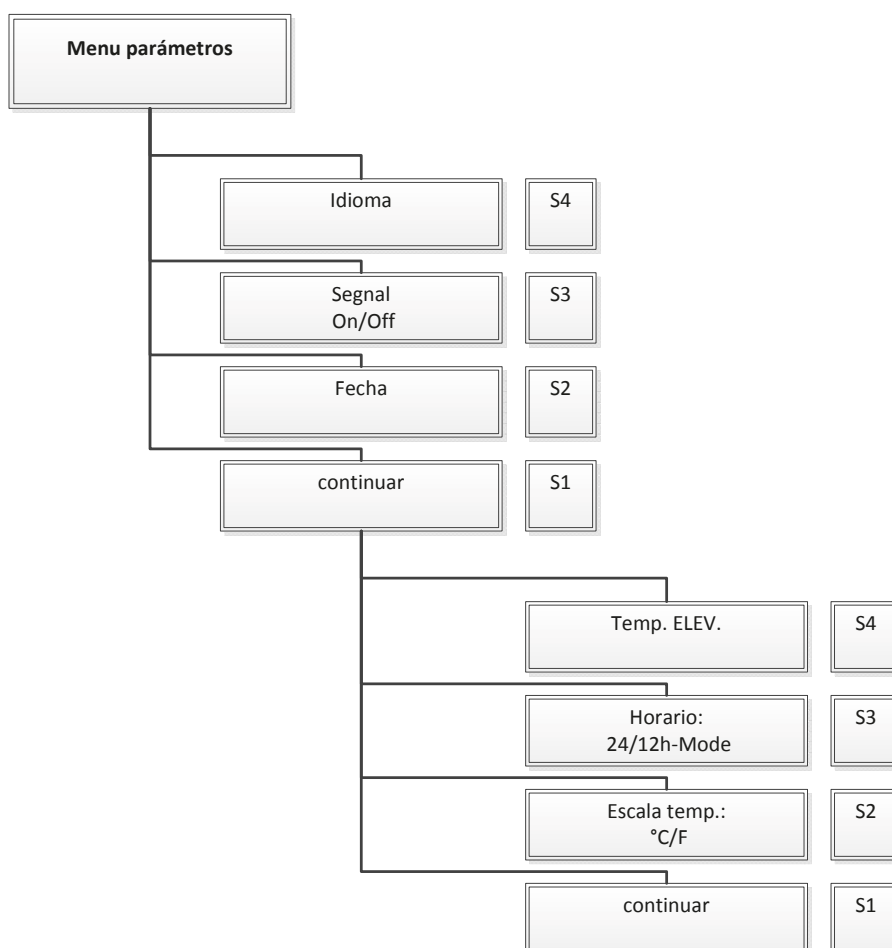 Menu parámetros
Idioma
S4
Segnal
On/Off
S3
Fecha
S2
continuar
S1
Temp. ELEV.
S4
Horario:
24/12h-Mode
S3
Escala temp.:
°C/F
S2
continuar
S1